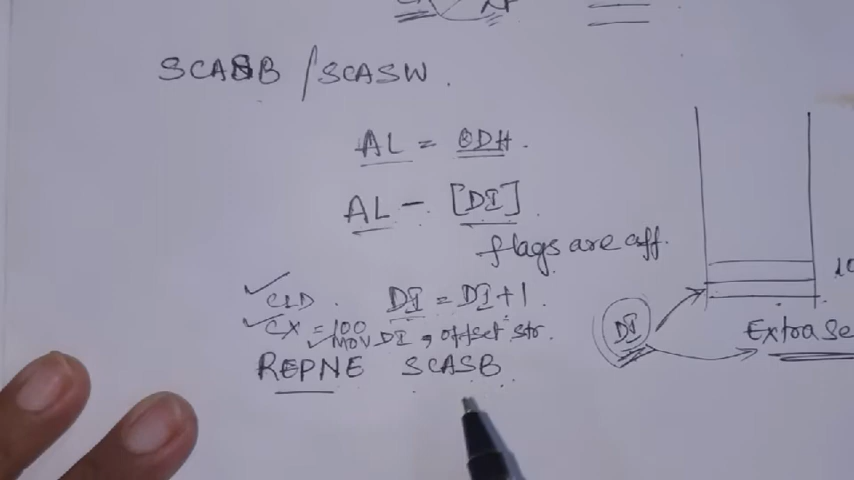 SCASB / SCASW.
AL = 0DH.
AL - [DI]
flags are aff.
CLD. DI = DI+1.
CX = 100
MOV DI, offset str.
REPNE SCASB
10
DI
Extra Se